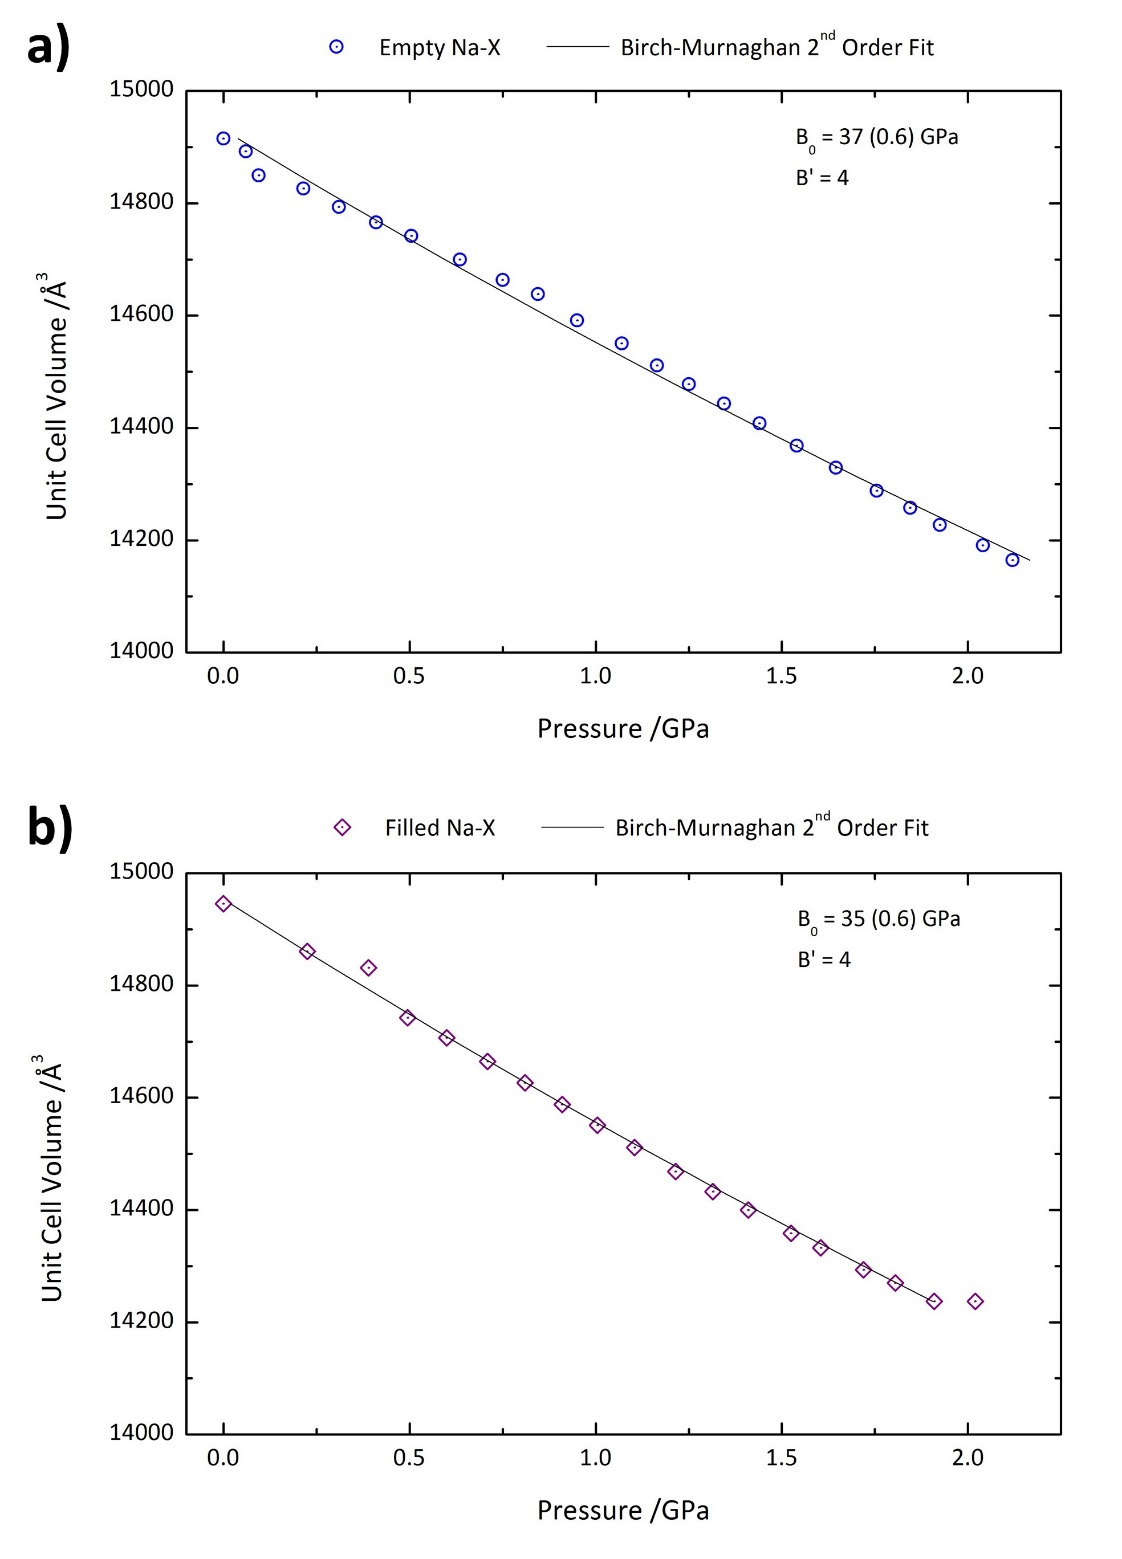 a)
Empty Na-X
Birch-Murnaghan 2nd Order Fit
B0 = 37 (0.6) GPa
B' = 4
Unit Cell Volume /Å3
15000
14800
14600
14400
14200
14000
0.0 0.5 1.0 1.5 2.0
Pressure /GPa
b)
Filled Na-X
Birch-Murnaghan 2nd Order Fit
B0 = 35 (0.6) GPa
B' = 4
Unit Cell Volume /Å3
15000
14800
14600
14400
14200
14000
0.0 0.5 1.0 1.5 2.0
Pressure /GPa